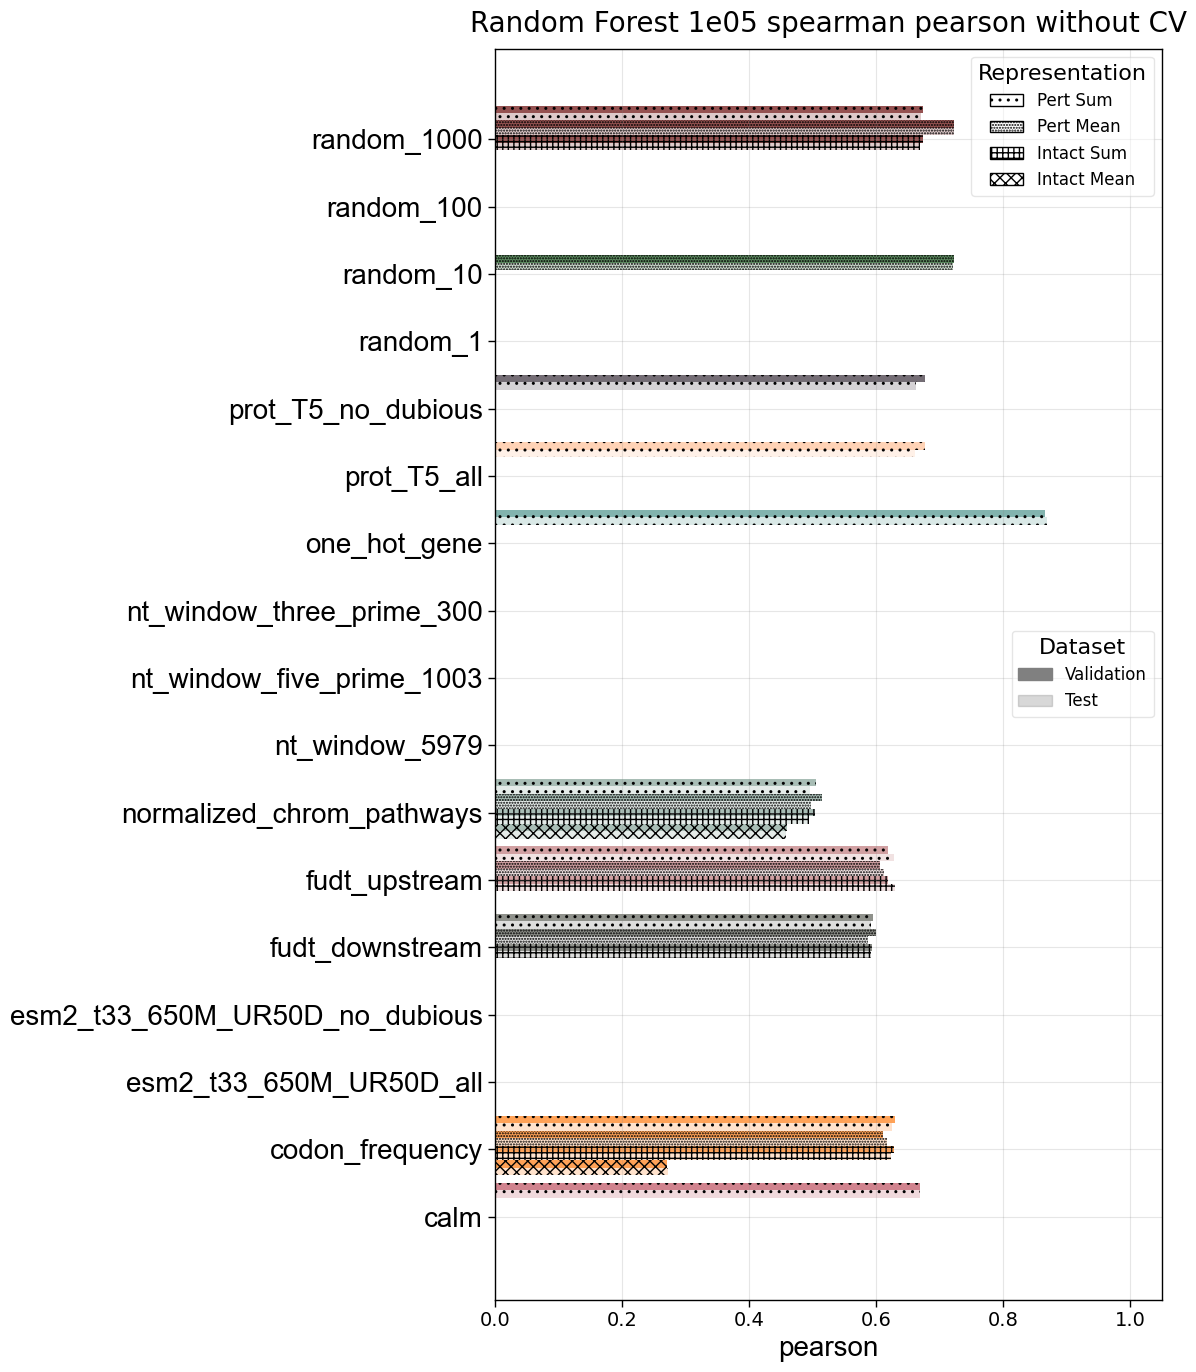 Random Forest 1e05 spearman pearson without CV
Representation
Pert Sum
Pert Mean
Intact Sum
Intact Mean
random_1000
random_100
random_10
random_1
prot_T5_no_dubious
prot_T5_all
one_hot_gene
nt_window_three_prime_300
Dataset
Validation
Test
nt_window_five_prime_1003
nt_window_5979
normalized_chrom_pathways
fudt_upstream
fudt_downstream
esm2_t33_650M_UR50D_no_dubious
esm2_t33_650M_UR50D_all
codon_frequency
calm
0.0 0.2 0.4 0.6 0.8 1.0
pearson